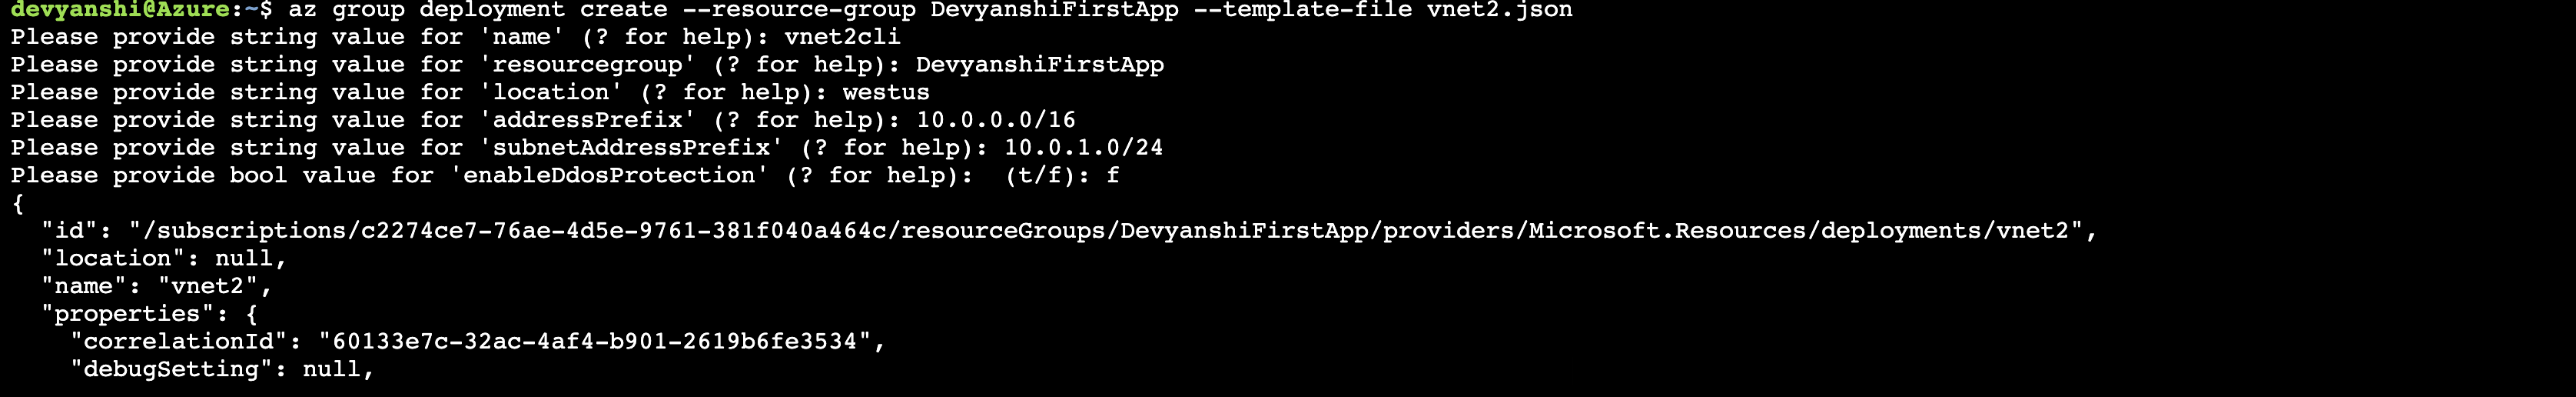 devyanshi@Azure:~$ az group deployment create --resource-group DevyanshiFirstApp --template-file vnet2.json
Please provide string value for 'name' (? for help): vnet2cli
Please provide string value for 'resourcegroup' (? for help): DevyanshiFirstApp
Please provide string value for 'location' (? for help): westus
Please provide string value for 'addressPrefix' (? for help): 10.0.0.0/16
Please provide string value for 'subnetAddressPrefix' (? for help): 10.0.1.0/24
Please provide bool value for 'enableDdosProtection' (? for help):  (t/f): f
{
  "id": "/subscriptions/c2274ce7-76ae-4d5e-9761-381f040a464c/resourceGroups/DevyanshiFirstApp/providers/Microsoft.Resources/deployments/vnet2",
  "location": null,
  "name": "vnet2",
  "properties": {
    "correlationId": "60133e7c-32ac-4af4-b901-2619b6fe3534",
    "debugSetting": null,